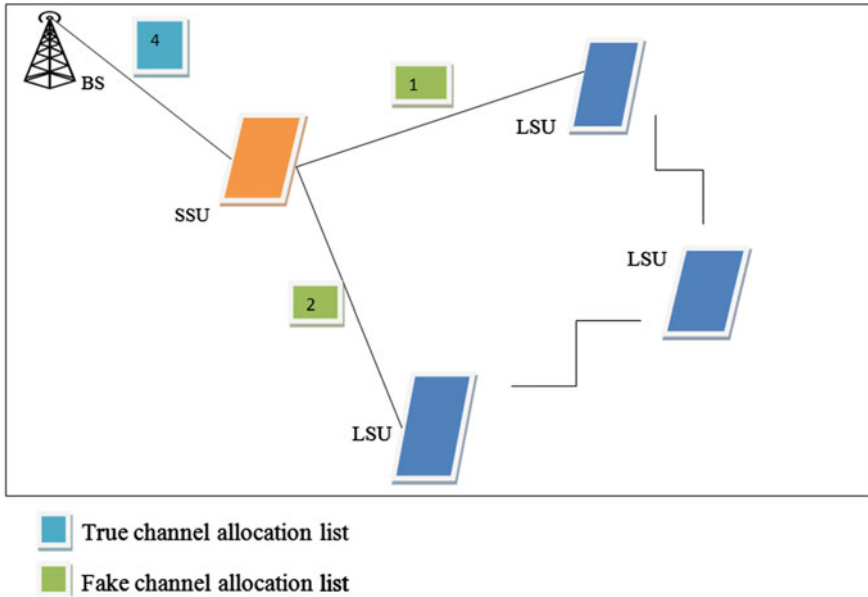 4
BS
1
LSU
SSU
LSU
2
LSU
True channel allocation list
Fake channel allocation list